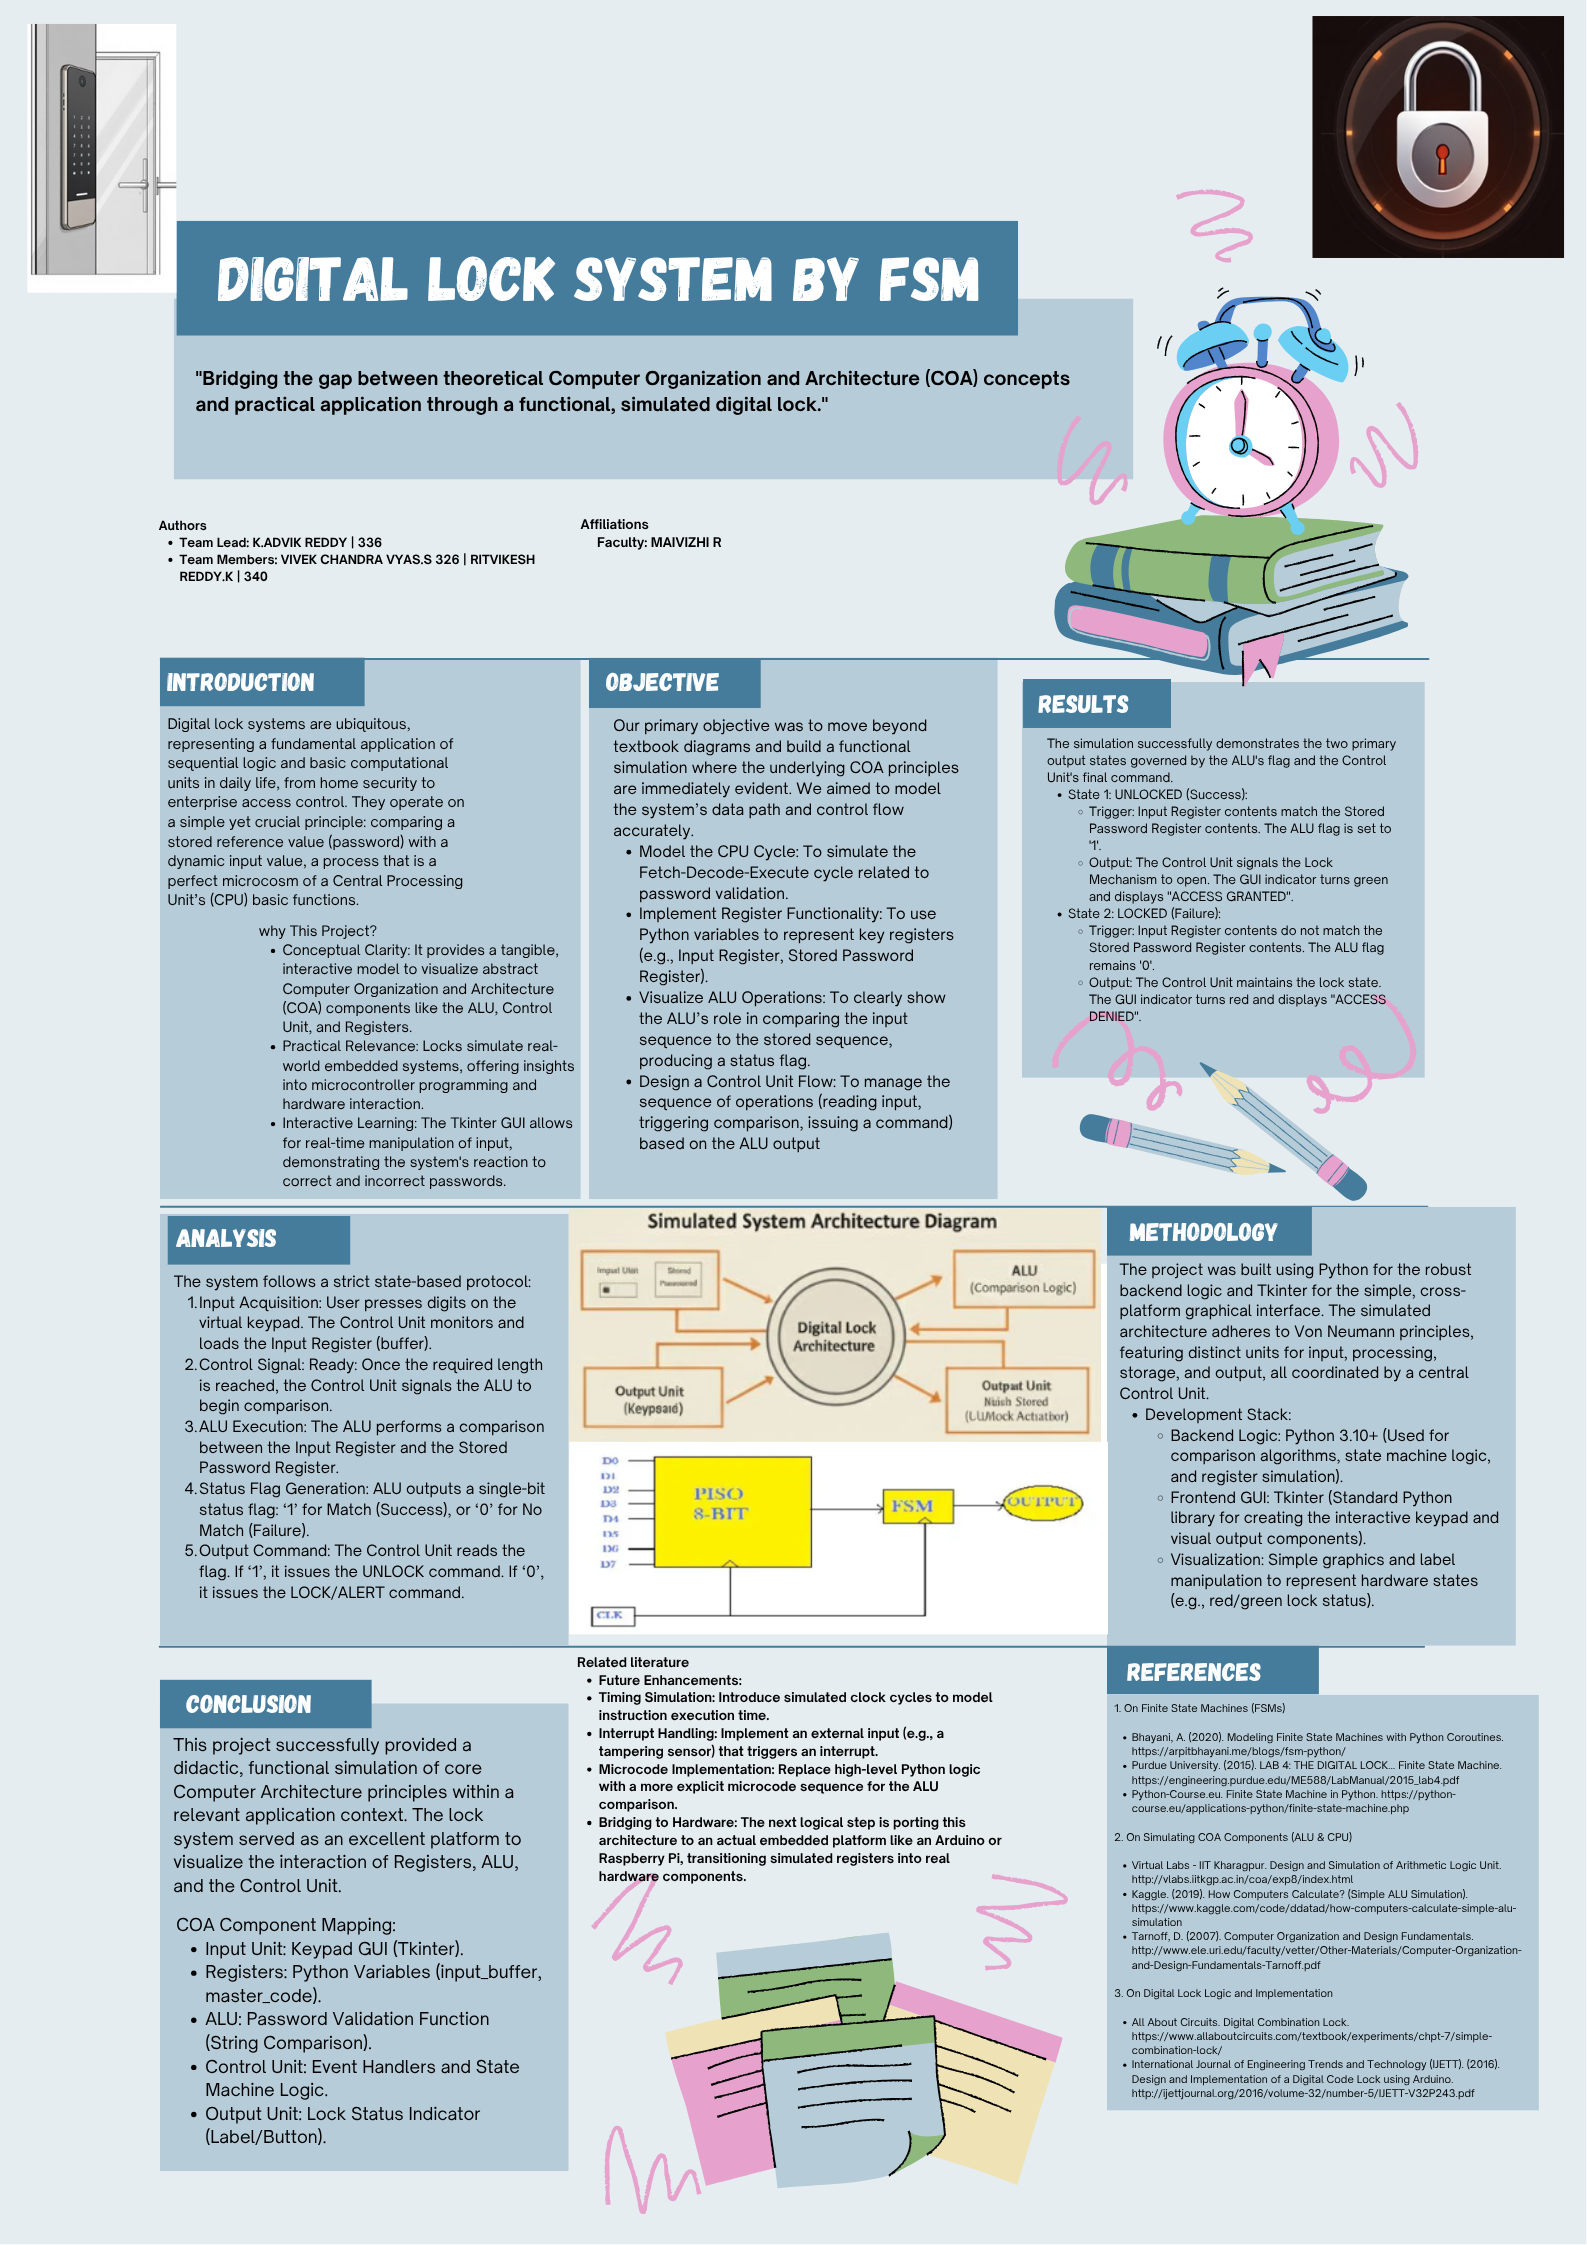 DIGITAL LOCK SYSTEM BY FSM
"Bridging the gap between theoretical Computer Organization and Architecture (COA) concepts
and practical application through a functional, simulated digital lock."
Authors
• Team Lead: K.ADVIK REDDY | 336
• Team Members: VIVEK CHANDRA VYAS.S 326 | RITVIKESH
REDDY.K | 340
Affiliations
Faculty: MAIVIZHI R
INTRODUCTION
Digital lock systems are ubiquitous,
representing a fundamental application of
sequential logic and basic computational
units in daily life, from home security to
enterprise access control. They operate on
a simple yet crucial principle: comparing a
stored reference value (password) with a
dynamic input value, a process that is a
perfect microcosm of a Central Processing
Unit's (CPU) basic functions.
why This Project?
• Conceptual Clarity: It provides a tangible,
interactive model to visualize abstract
Computer Organization and Architecture
(COA) components like the ALU, Control
Unit, and Registers.
• Practical Relevance: Locks simulate real-
world embedded systems, offering insights
into microcontroller programming and
hardware interaction.
• Interactive Learning: The Tkinter GUI allows
for real-time manipulation of input,
demonstrating the system's reaction to
correct and incorrect passwords.
OBJECTIVE
Our primary objective was to move beyond
textbook diagrams and build a functional
simulation where the underlying COA principles
are immediately evident. We aimed to model
the system's data path and control flow
accurately.
• Model the CPU Cycle: To simulate the
Fetch-Decode-Execute cycle related to
password validation.
• Implement Register Functionality: To use
Python variables to represent key registers
(e.g., Input Register, Stored Password
Register).
• Visualize ALU Operations: To clearly show
the ALU's role in comparing the input
sequence to the stored sequence,
producing a status flag.
• Design a Control Unit Flow: To manage the
sequence of operations (reading input,
triggering comparison, issuing a command)
based on the ALU output
RESULTS
The simulation successfully demonstrates the two primary
output states governed by the ALU's flag and the Control
Unit's final command.
• State 1: UNLOCKED (Success):
◦ Trigger: Input Register contents match the Stored
Password Register contents. The ALU flag is set to
'1'.
◦ Output: The Control Unit signals the Lock
Mechanism to open. The GUI indicator turns green
and displays "ACCESS GRANTED".
• State 2: LOCKED (Failure):
◦ Trigger: Input Register contents do not match the
Stored Password Register contents. The ALU flag
remains '0'.
◦ Output: The Control Unit maintains the lock state.
The GUI indicator turns red and displays "ACCESS
DENIED".
ANALYSIS
The system follows a strict state-based protocol:
1. Input Acquisition: User presses digits on the
virtual keypad. The Control Unit monitors and
loads the Input Register (buffer).
2. Control Signal: Ready: Once the required length
is reached, the Control Unit signals the ALU to
begin comparison.
3. ALU Execution: The ALU performs a comparison
between the Input Register and the Stored
Password Register.
4. Status Flag Generation: ALU outputs a single-bit
status flag: '1' for Match (Success), or '0' for No
Match (Failure).
5. Output Command: The Control Unit reads the
flag. If '1', it issues the UNLOCK command. If '0',
it issues the LOCK/ALERT command.
Simulated System Architecture Diagram
Stored
ALU
(Comparison Logic)
Digital Lock
Architecture
Output Unit
(Keypsaid)
Output Unit
Stored
D0
D1
D2
D3
D4
D5
D6
D7
PISO
8-BIT
FSM
OUTPUT
CLK
METHODOLOGY
The project was built using Python for the robust
backend logic and Tkinter for the simple, cross-
platform graphical interface. The simulated
architecture adheres to Von Neumann principles,
featuring distinct units for input, processing,
storage, and output, all coordinated by a central
Control Unit.
• Development Stack:
◦ Backend Logic: Python 3.10+ (Used for
comparison algorithms, state machine logic,
and register simulation).
◦ Frontend GUI: Tkinter (Standard Python
library for creating the interactive keypad and
visual output components).
◦ Visualization: Simple graphics and label
manipulation to represent hardware states
(e.g., red/green lock status).
CONCLUSION
This project successfully provided a
didactic, functional simulation of core
Computer Architecture principles within a
relevant application context. The lock
system served as an excellent platform to
visualize the interaction of Registers, ALU,
and the Control Unit.
COA Component Mapping:
• Input Unit: Keypad GUI (Tkinter).
• Registers: Python Variables (input_buffer,
master_code).
• ALU: Password Validation Function
(String Comparison).
• Control Unit: Event Handlers and State
Machine Logic.
• Output Unit: Lock Status Indicator
(Label/Button).
Related literature
• Future Enhancements:
• Timing Simulation: Introduce simulated clock cycles to model
instruction execution time.
• Interrupt Handling: Implement an external input (e.g., a
tampering sensor) that triggers an interrupt.
• Microcode Implementation: Replace high-level Python logic
with a more explicit microcode sequence for the ALU
comparison.
• Bridging to Hardware: The next logical step is porting this
architecture to an actual embedded platform like an Arduino or
Raspberry Pi, transitioning simulated registers into real
hardware components.
REFERENCES
1. On Finite State Machines (FSMs)
• Bhayani, A. (2020). Modeling Finite State Machines with Python Coroutines.
https://arpitbhayani.me/blogs/fsm-python/
• Purdue University. (2015). LAB 4: THE DIGITAL LOCK... Finite State Machine.
https://engineering.purdue.edu/ME588/LabManual/2015_lab4.pdf
• Python-Course.eu. Finite State Machine in Python. https://python-
course.eu/applications-python/finite-state-machine.php
2. On Simulating COA Components (ALU & CPU)
• Virtual Labs - IIT Kharagpur. Design and Simulation of Arithmetic Logic Unit.
http://vlabs.iitkgp.ac.in/coa/exp8/index.html
• Kaggle. (2019). How Computers Calculate? (Simple ALU Simulation).
https://www.kaggle.com/code/ddatad/how-computers-calculate-simple-alu-
simulation
• Tarnoff, D. (2007). Computer Organization and Design Fundamentals.
http://www.ele.uri.edu/faculty/vetter/Other-Materials/Computer-Organization-
and-Design-Fundamentals-Tarnoff.pdf
3. On Digital Lock Logic and Implementation
• All About Circuits. Digital Combination Lock.
https://www.allaboutcircuits.com/textbook/experiments/chpt-7/simple-
combination-lock/
• International Journal of Engineering Trends and Technology (IJETT). (2016).
Design and Implementation of a Digital Code Lock using Arduino.
http://ijettjournal.org/2016/volume-32/number-5/IJETT-V32P243.pdf